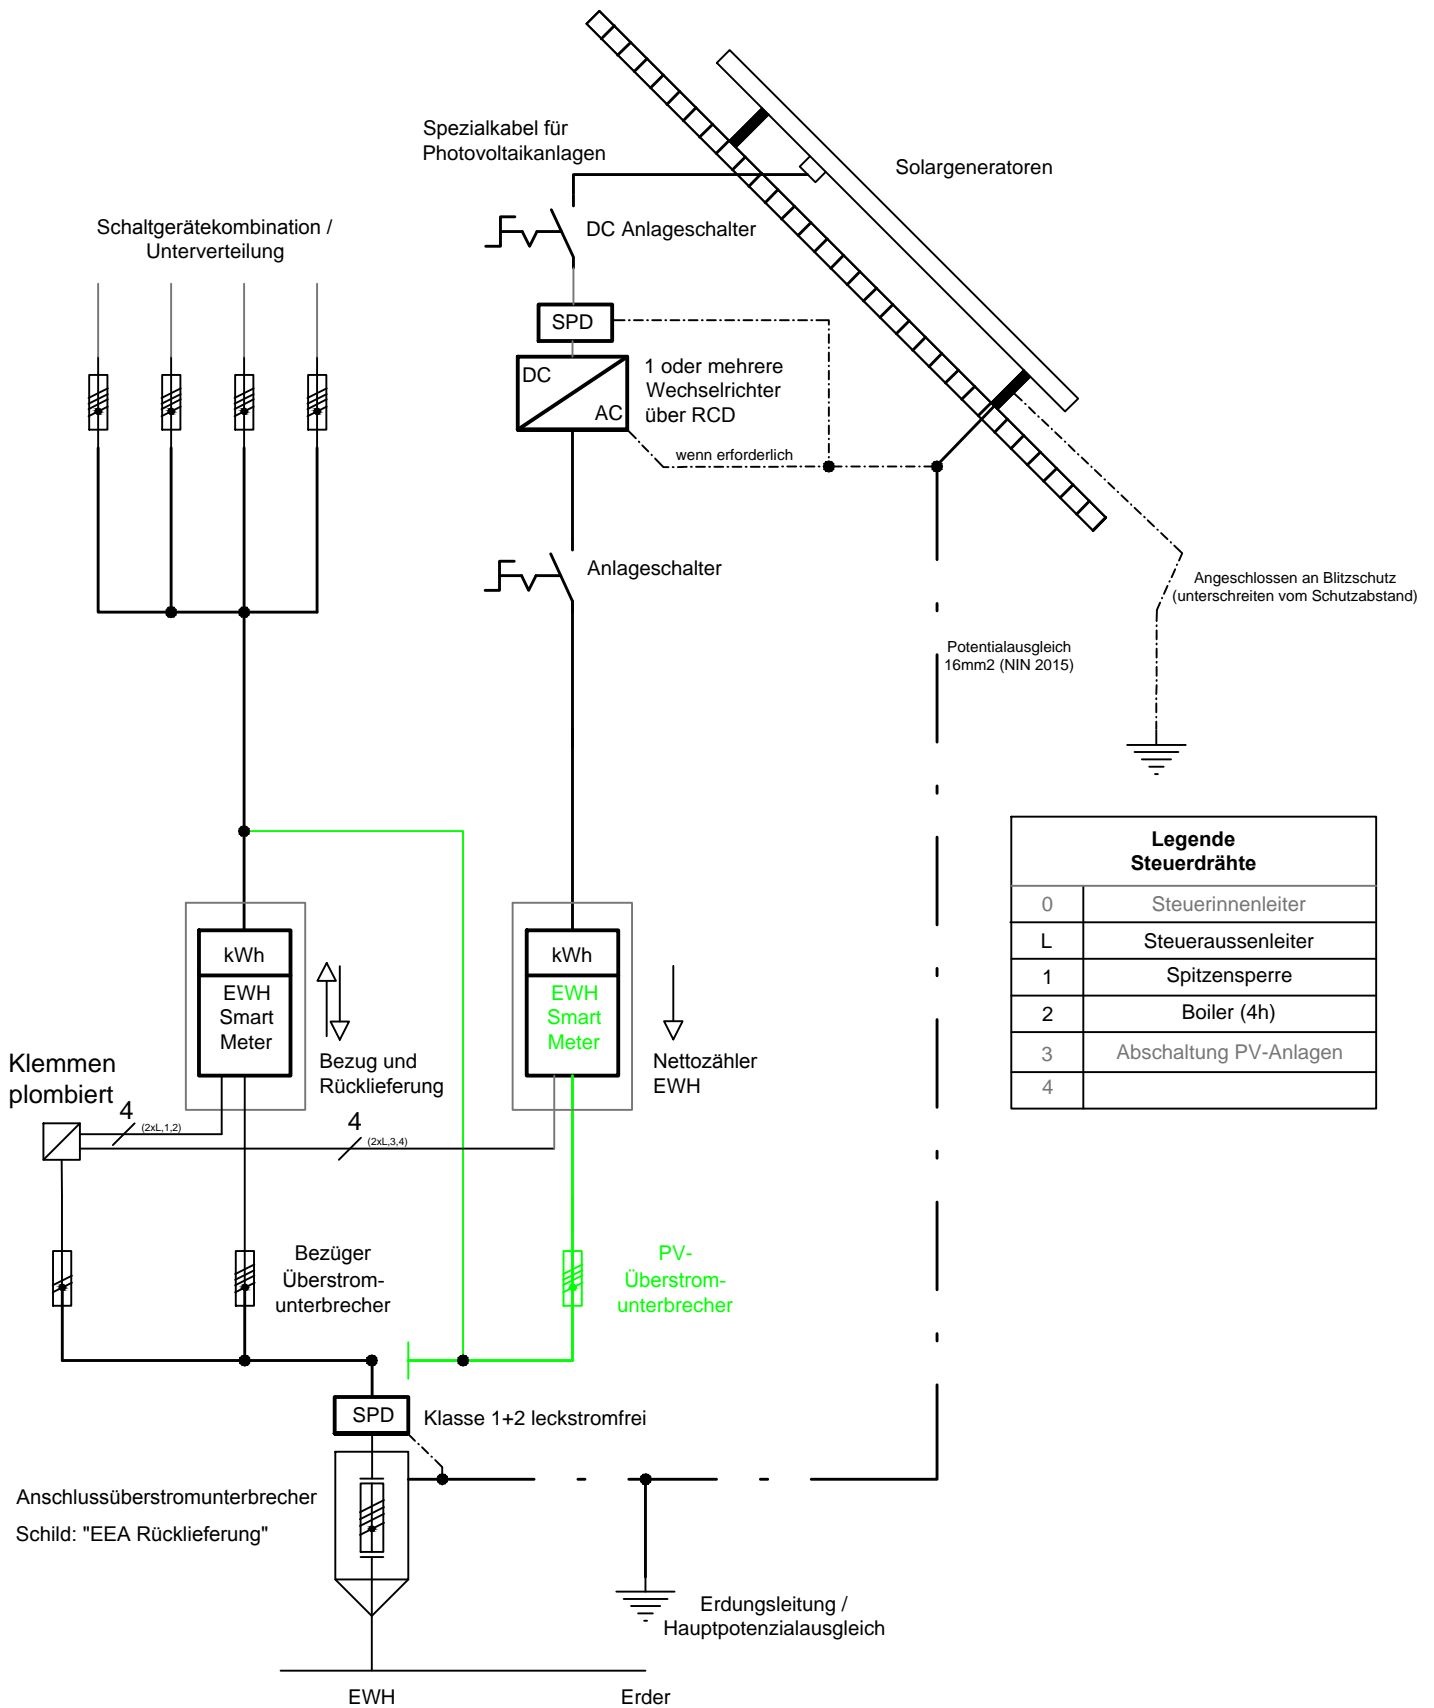 Spezialkabel für
Photovoltaikanlagen
Solargeneratoren
Schaltgerätekombination /
Unterverteilung
DC Anlageschalter
SPD
DC
AC
1 oder mehrere
Wechselrichter
über RCD
wenn erforderlich
Anlageschalter
Angeschlossen an Blitzschutz
(unterschreiten vom Schutzabstand)
Potentialausgleich
16mm2 (NIN 2015)
Legende
Steuerdrähte
0 Steuerinnenleiter
L Steueraussenleiter
1 Spitzensperre
2 Boiler (4h)
3 Abschaltung PV-Anlagen
4
kWh
EWH
Smart
Meter
Bezug und
Rücklieferung
kWh
EWH
Smart
Meter
Nettozähler
EWH
Klemmen
plombiert
4
(2xL,1,2)
4
(2xL,3,4)
Bezüger
Überstrom-
unterbrecher
PV-
Überstrom-
unterbrecher
SPD
Klasse 1+2 leckstromfrei
Anschlussüberstromunterbrecher
Schild: "EEA Rücklieferung"
Erdungsleitung /
Hauptpotenzialausgleich
EWH
Erder